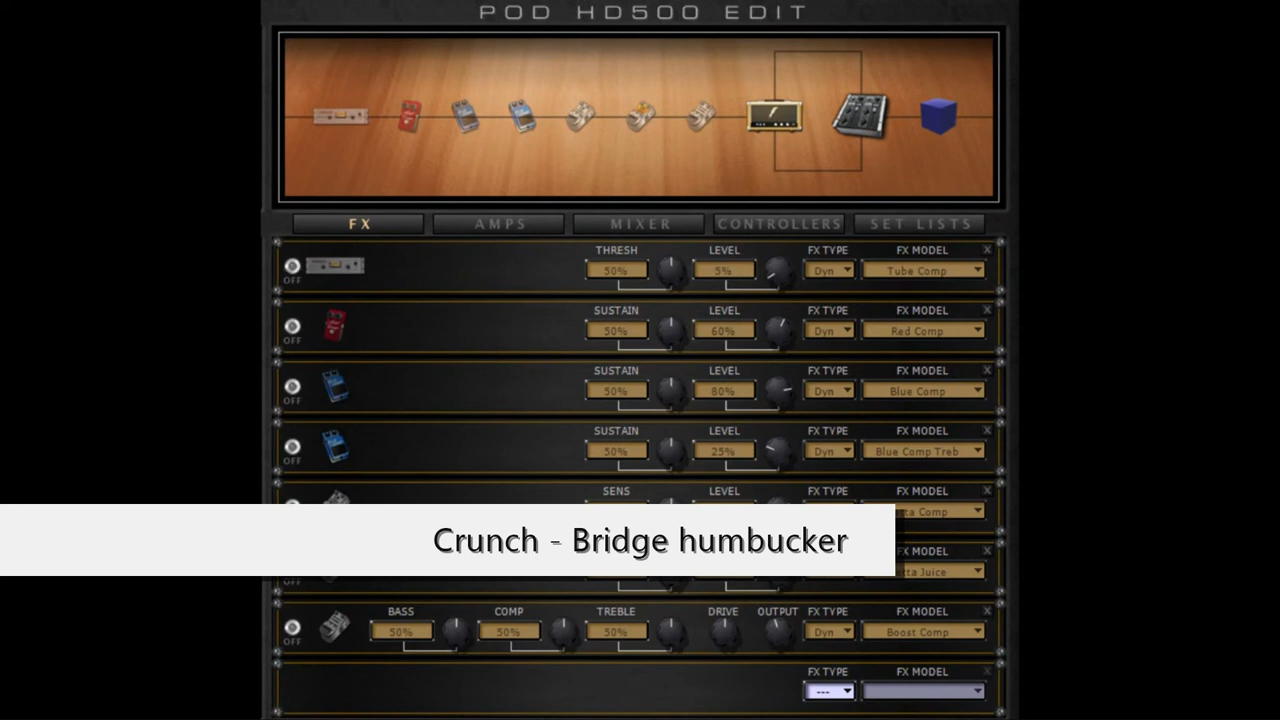 POD HD500 EDIT
FX AMPS MIXER CONTROLLERS SET LISTS
THRESH LEVEL FX TYPE FX MODEL X
OFF 50% 5% Dyn Tube Comp
SUSTAIN LEVEL FX TYPE FX MODEL X
OFF 50% 60% Dyn Red Comp
SUSTAIN LEVEL FX TYPE FX MODEL X
OFF 50% 80% Dyn Blue Comp
SUSTAIN LEVEL FX TYPE FX MODEL X
OFF 50% 25% Dyn Blue Comp Treb
SENS LEVEL FX TYPE FX MODEL X
Comp
Crunch - Bridge humbucker
MODEL X
Juice
OFF
BASS COMP TREBLE DRIVE OUTPUT FX TYPE FX MODEL X
OFF 50% 50% 50% Dyn Boost Comp
FX TYPE FX MODEL X
---